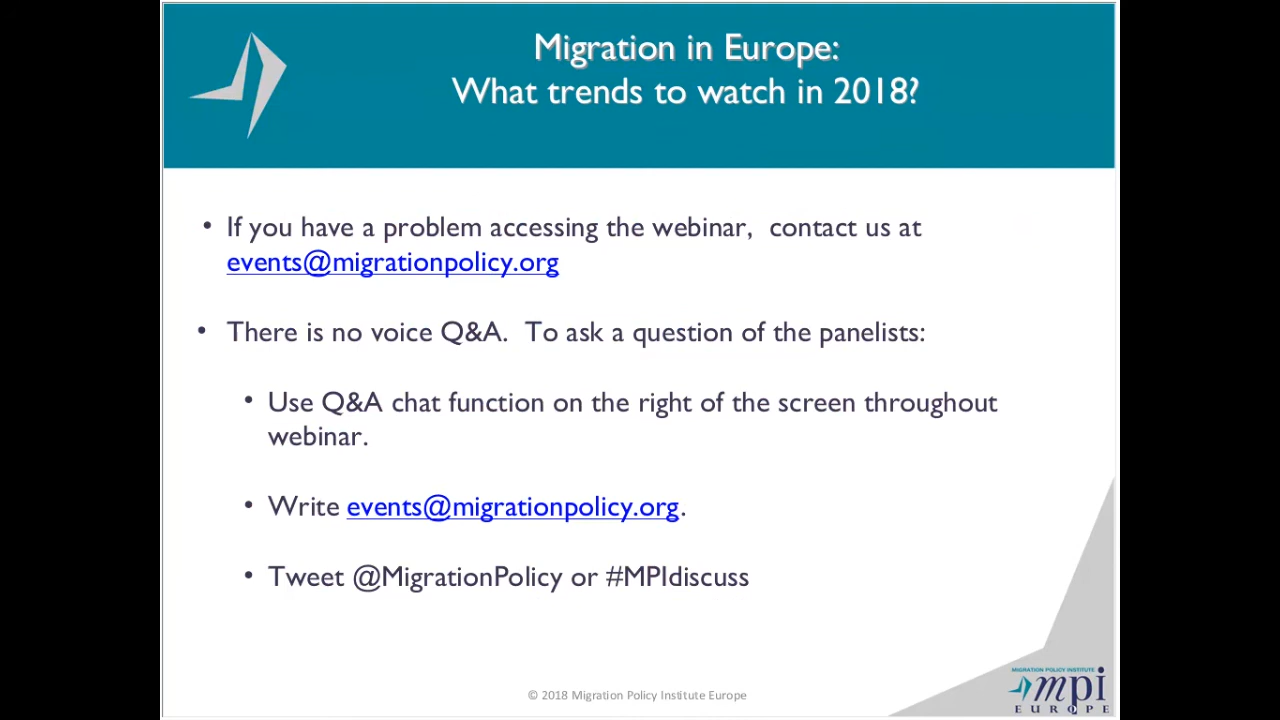 Migration in Europe:
What trends to watch in 2018?
• If you have a problem accessing the webinar,  contact us at
events@migrationpolicy.org
• There is no voice Q&A.  To ask a question of the panelists:
• Use Q&A chat function on the right of the screen throughout
webinar.
• Write events@migrationpolicy.org.
• Tweet @MigrationPolicy or #MPIdiscuss
© 2018 Migration Policy Institute Europe
MIGRATION POLICY INSTITUTE
mpi
EUROPE